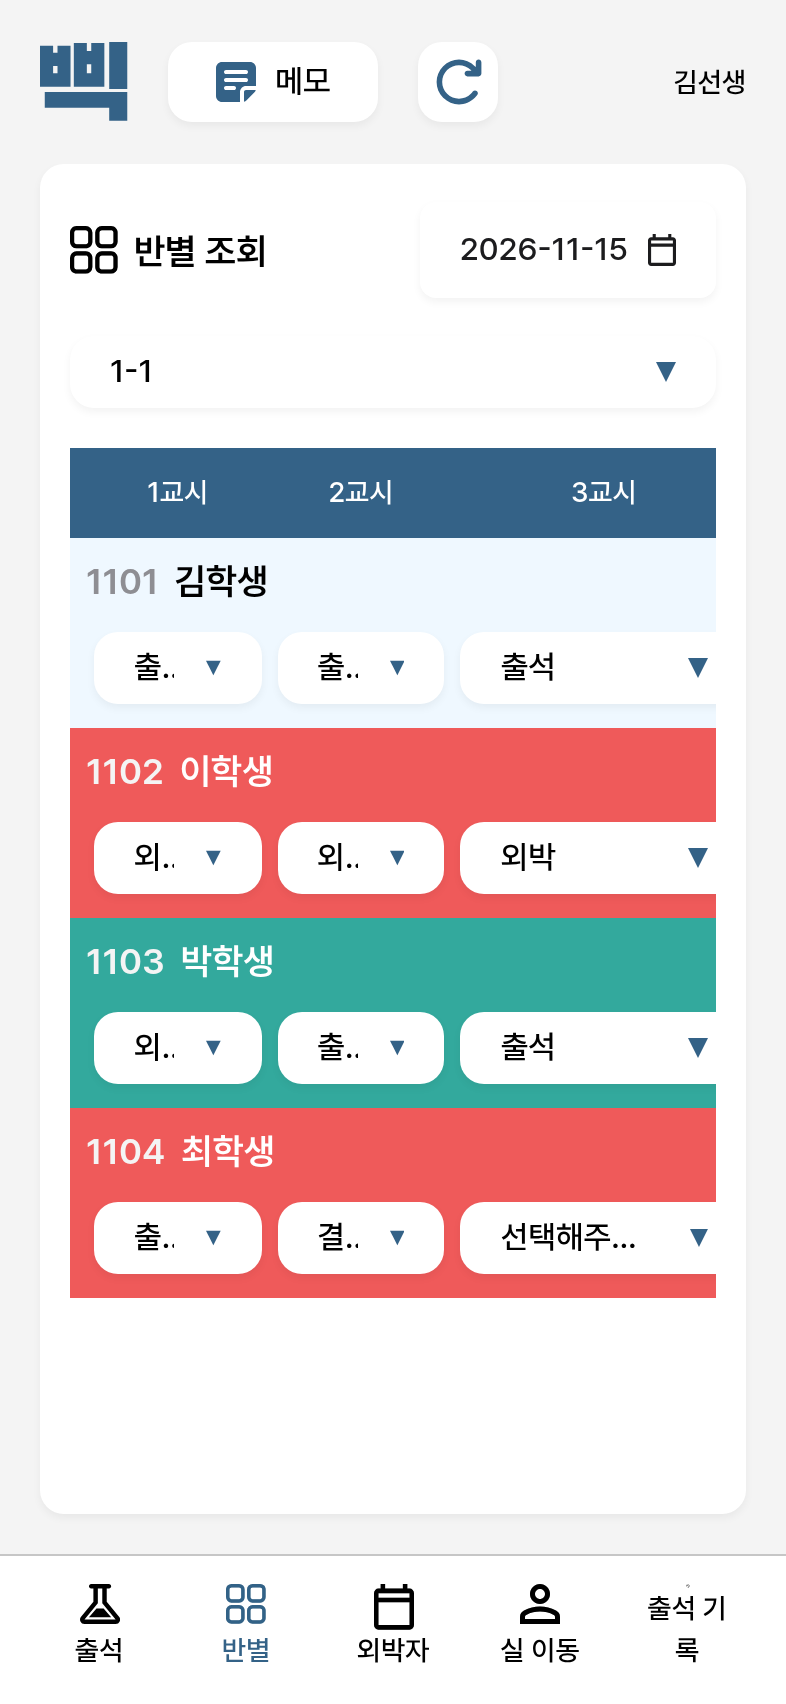 삑 메모 김선생
반별 조회 2026-11-15
1-1 ▼
1교시 2교시 3교시
1101 김학생
출.. ▼ 출.. ▼ 출석 ▼
1102 이학생
외.. ▼ 외.. ▼ 외박 ▼
1103 박학생
외.. ▼ 출.. ▼ 출석 ▼
1104 최학생
출.. ▼ 결.. ▼ 선택해주... ▼
출석 반별 외박자 실 이동 출석 기
록